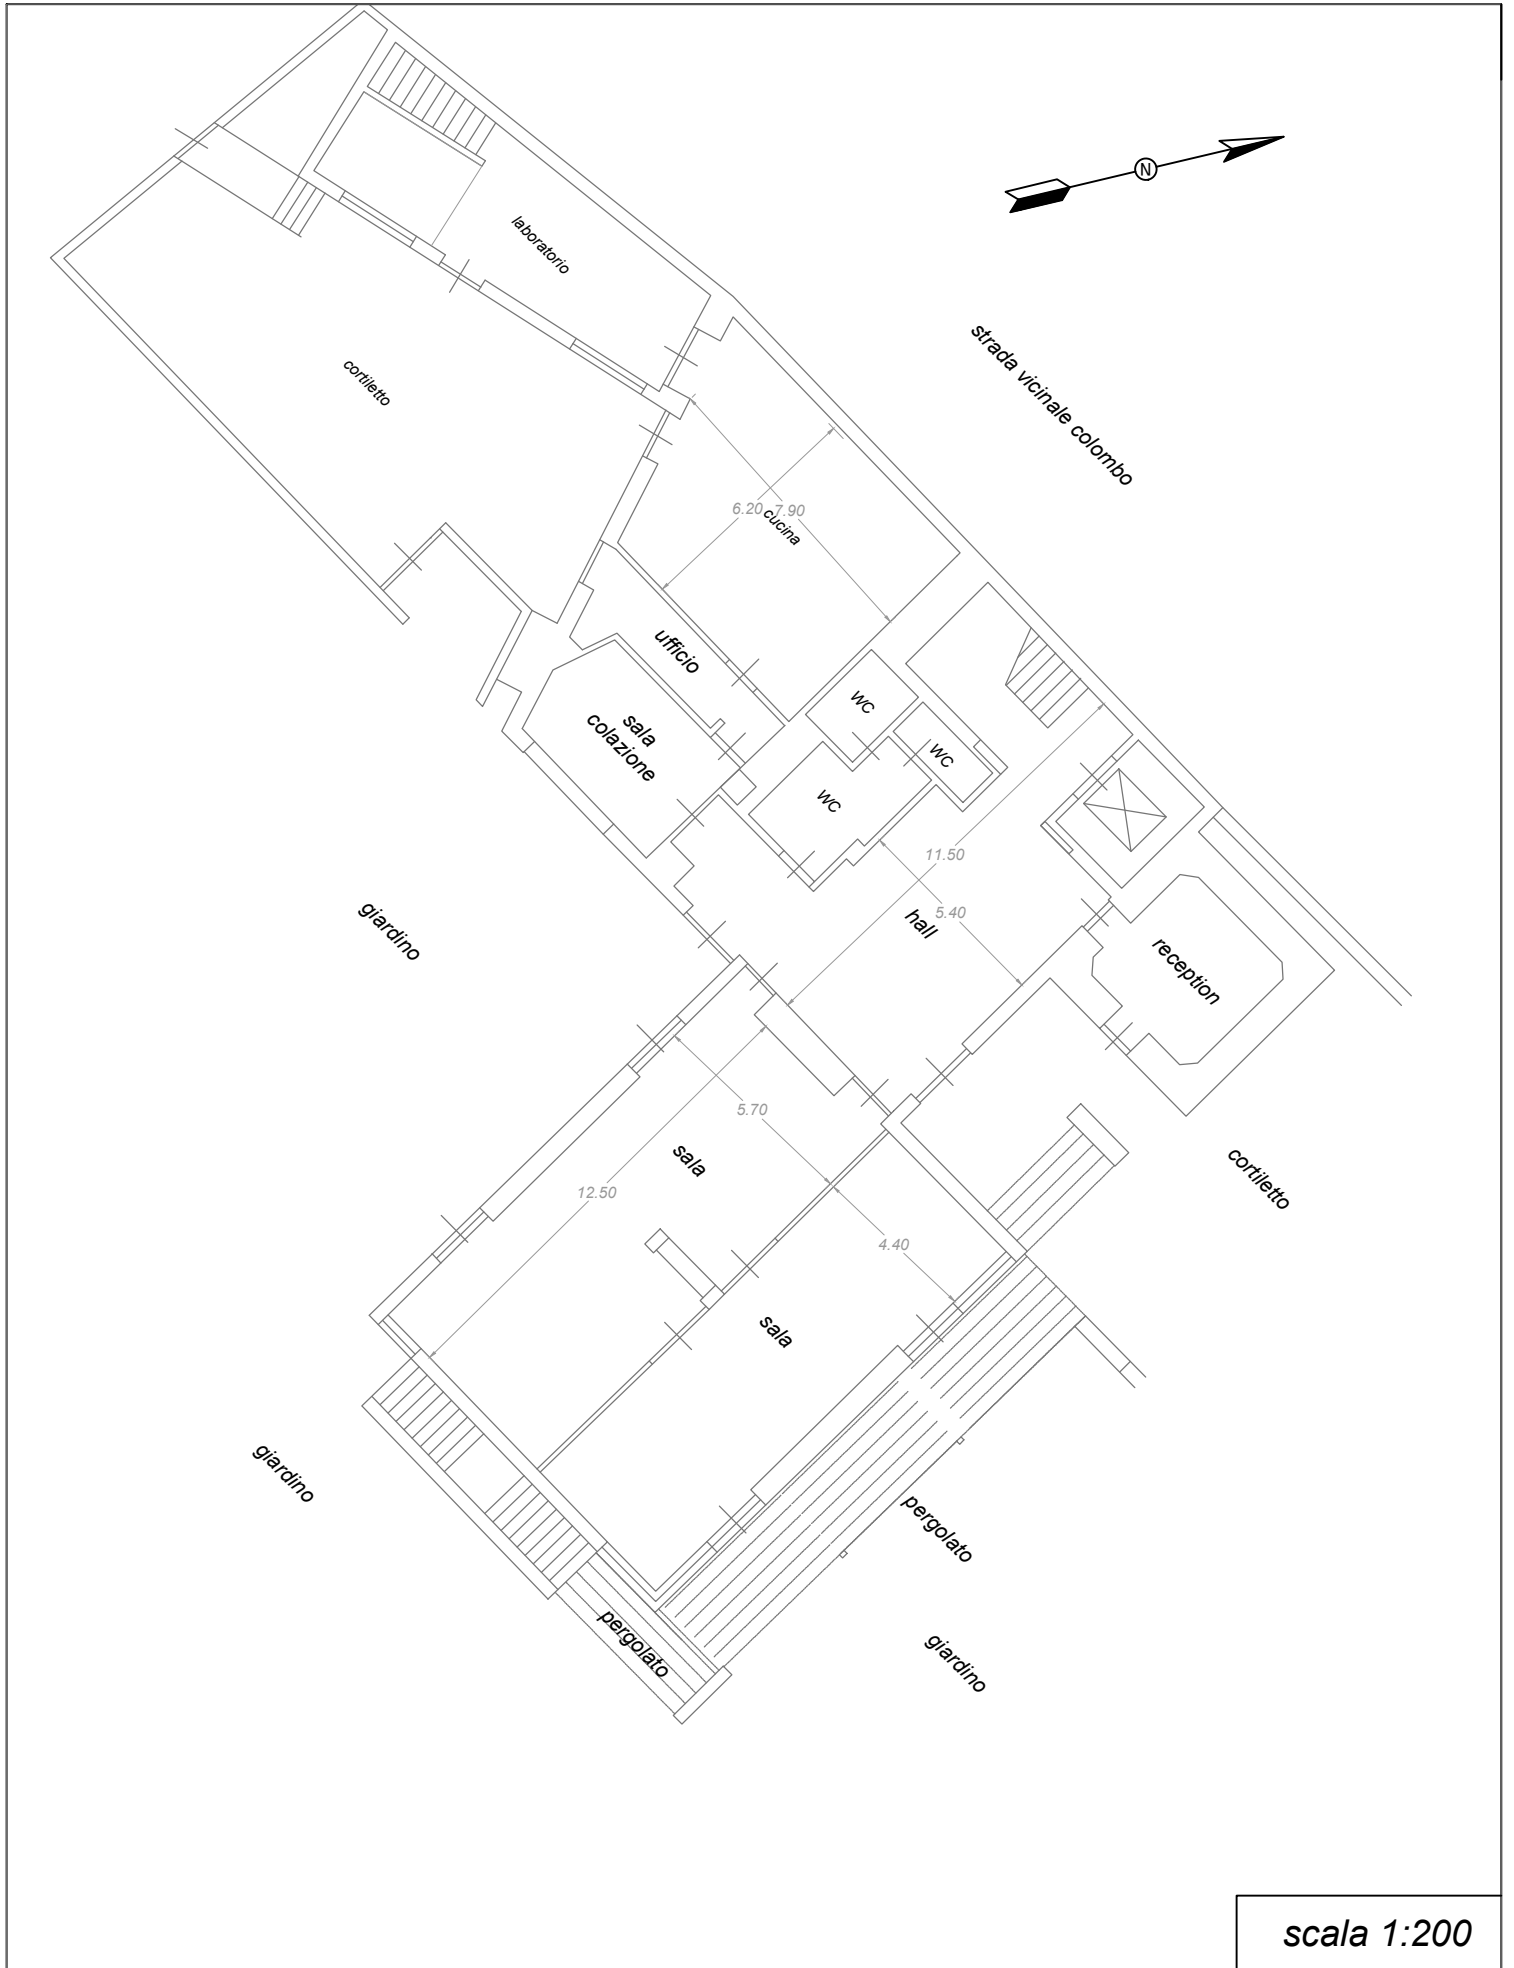 N
laboratorio
strada vicinale colombo
cortiletto
6.20
7.90
cucina
ufficio
WC
sala
colazione
WC
WC
11.50
5.40
hall
giardino
reception
5.70
sala
12.50
cortiletto
4.40
sala
giardino
pergolato
pergolato
giardino
scala 1:200